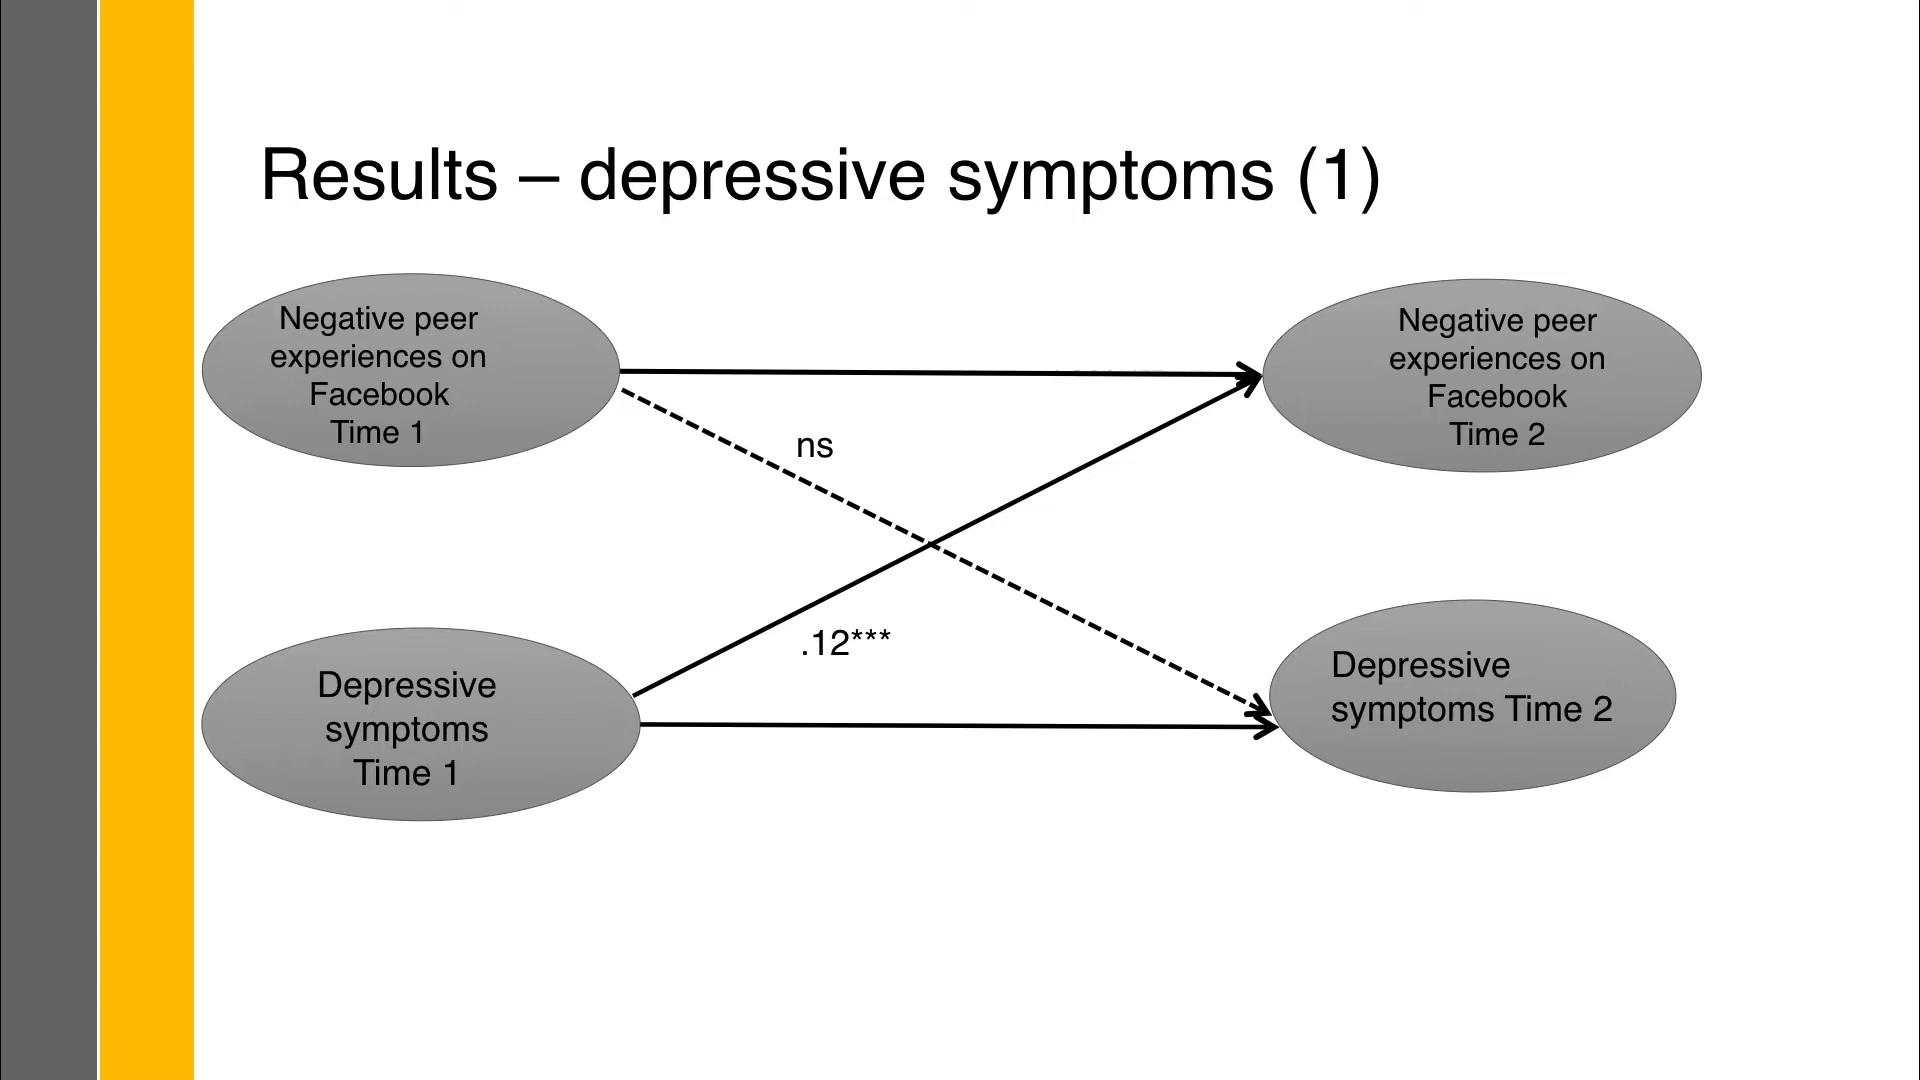 Results – depressive symptoms (1)
Negative peer
experiences on
Facebook
Time 1
Negative peer
experiences on
Facebook
Time 2
ns
.12***
Depressive
symptoms
Time 1
Depressive
symptoms Time 2